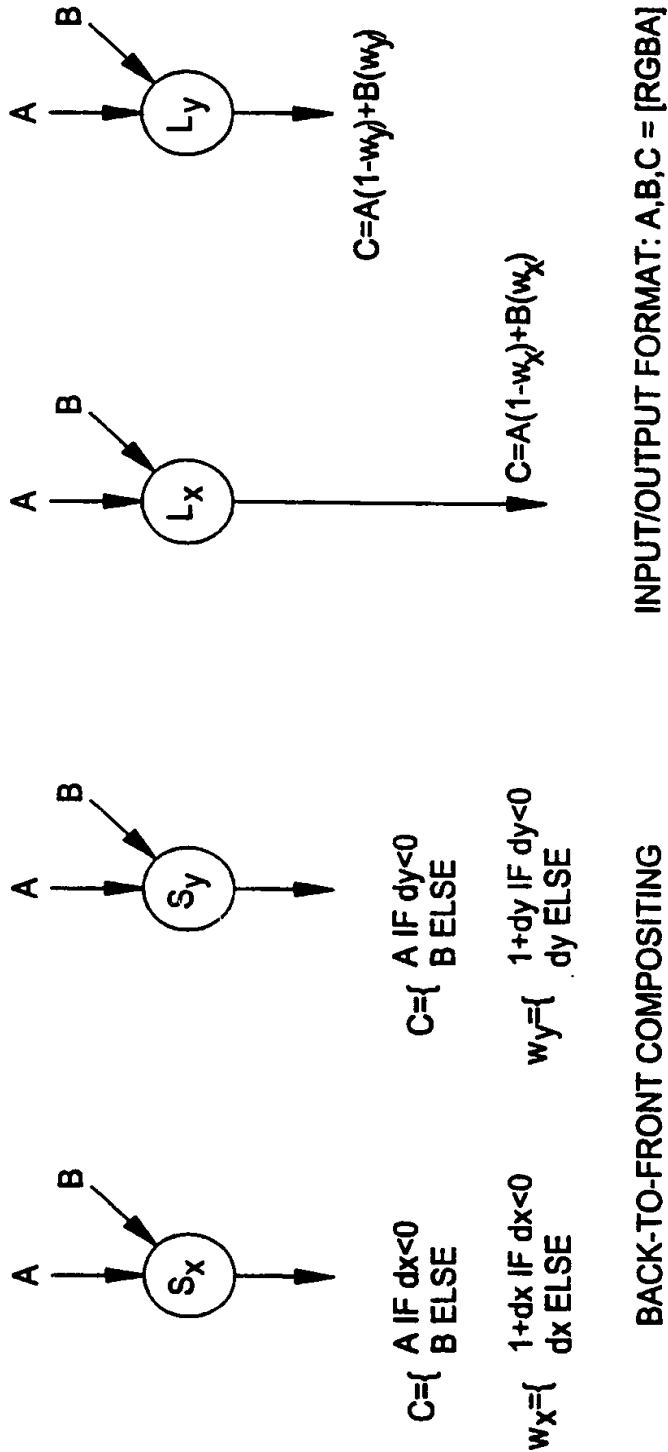 A
B
Sx
C={ A IF dx<0
B ELSE
wx={ 1+dx IF dx<0
dx ELSE
A
B
Sy
C={ A IF dy<0
B ELSE
wy={ 1+dy IF dy<0
dy ELSE
BACK-TO-FRONT COMPOSITING
A
B
Lx
C=A(1-wx)+B(wx)
A
B
Ly
C=A(1-wy)+B(wy)
INPUT/OUTPUT FORMAT: A,B,C = [RGBA]